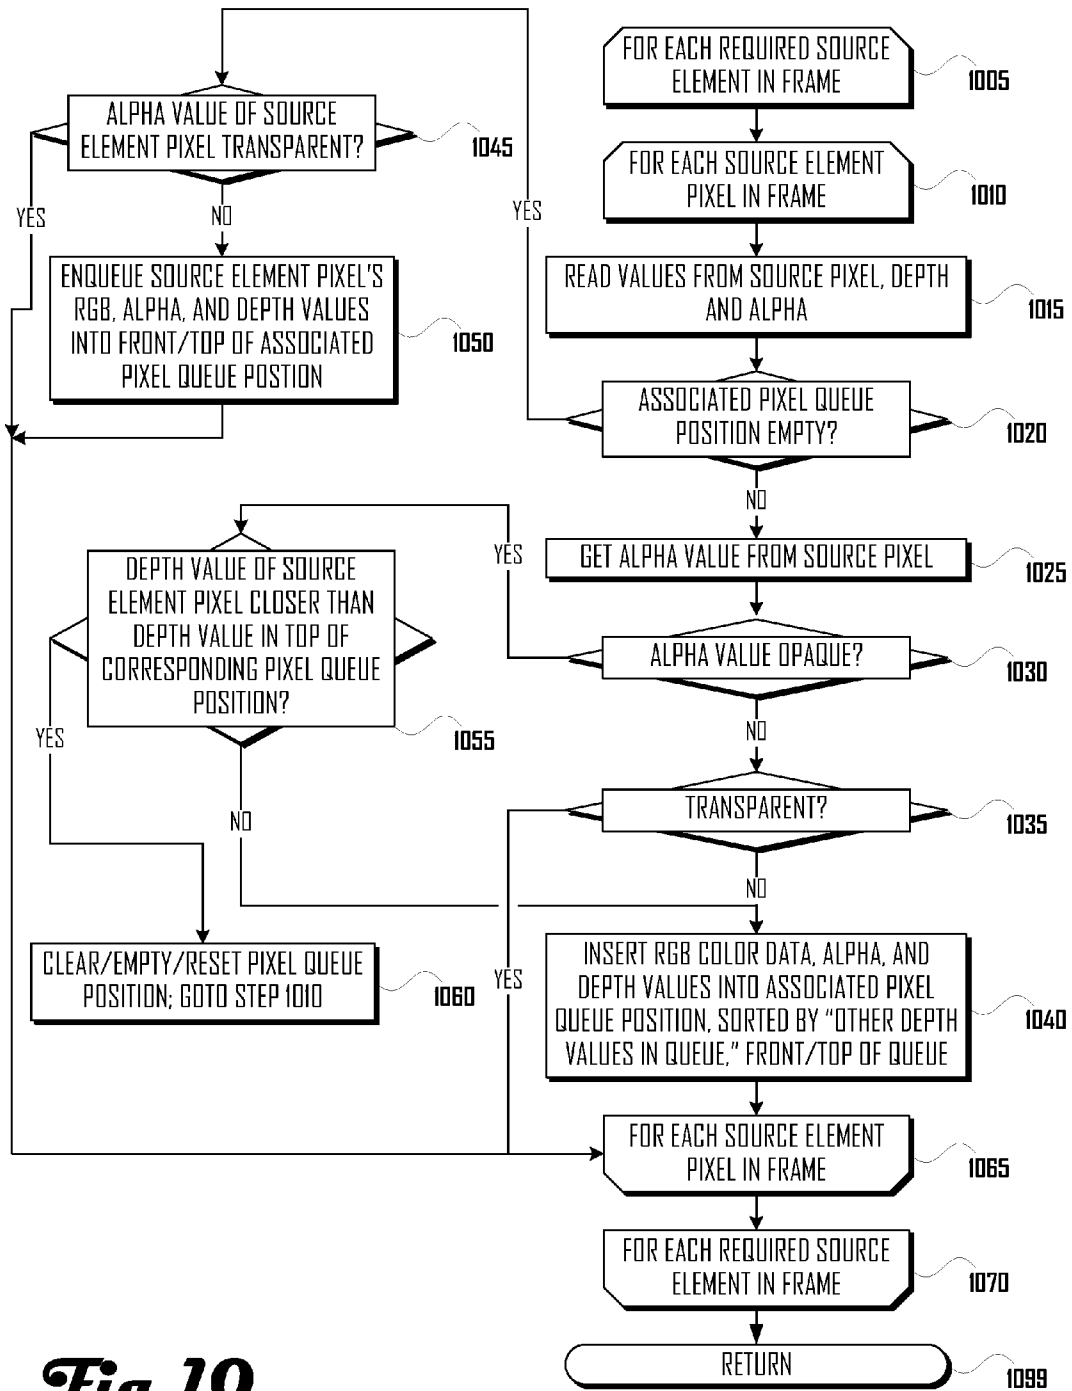 FOR EACH REQUIRED SOURCE
ELEMENT IN FRAME
1005
FOR EACH SOURCE ELEMENT
PIXEL IN FRAME
1010
READ VALUES FROM SOURCE PIXEL, DEPTH
AND ALPHA
1015
ASSOCIATED PIXEL QUEUE
POSITION EMPTY?
1020
YES
NO
ALPHA VALUE OF SOURCE
ELEMENT PIXEL TRANSPARENT?
1045
YES
NO
ENQUEUE SOURCE ELEMENT PIXEL'S
RGB, ALPHA, AND DEPTH VALUES
INTO FRONT/TOP OF ASSOCIATED
PIXEL QUEUE POSTION
1050
GET ALPHA VALUE FROM SOURCE PIXEL
1025
ALPHA VALUE OPAQUE?
1030
YES
NO
DEPTH VALUE OF SOURCE
ELEMENT PIXEL CLOSER THAN
DEPTH VALUE IN TOP OF
CORRESPONDING PIXEL QUEUE
POSITION?
1055
YES
NO
TRANSPARENT?
1035
YES
NO
CLEAR/EMPTY/RESET PIXEL QUEUE
POSITION; GOTO STEP 1010
1060
INSERT RGB COLOR DATA, ALPHA, AND
DEPTH VALUES INTO ASSOCIATED PIXEL
QUEUE POSITION, SORTED BY "OTHER DEPTH
VALUES IN QUEUE," FRONT/TOP OF QUEUE
1040
FOR EACH SOURCE ELEMENT
PIXEL IN FRAME
1065
FOR EACH REQUIRED SOURCE
ELEMENT IN FRAME
1070
RETURN
1099
Fig.10